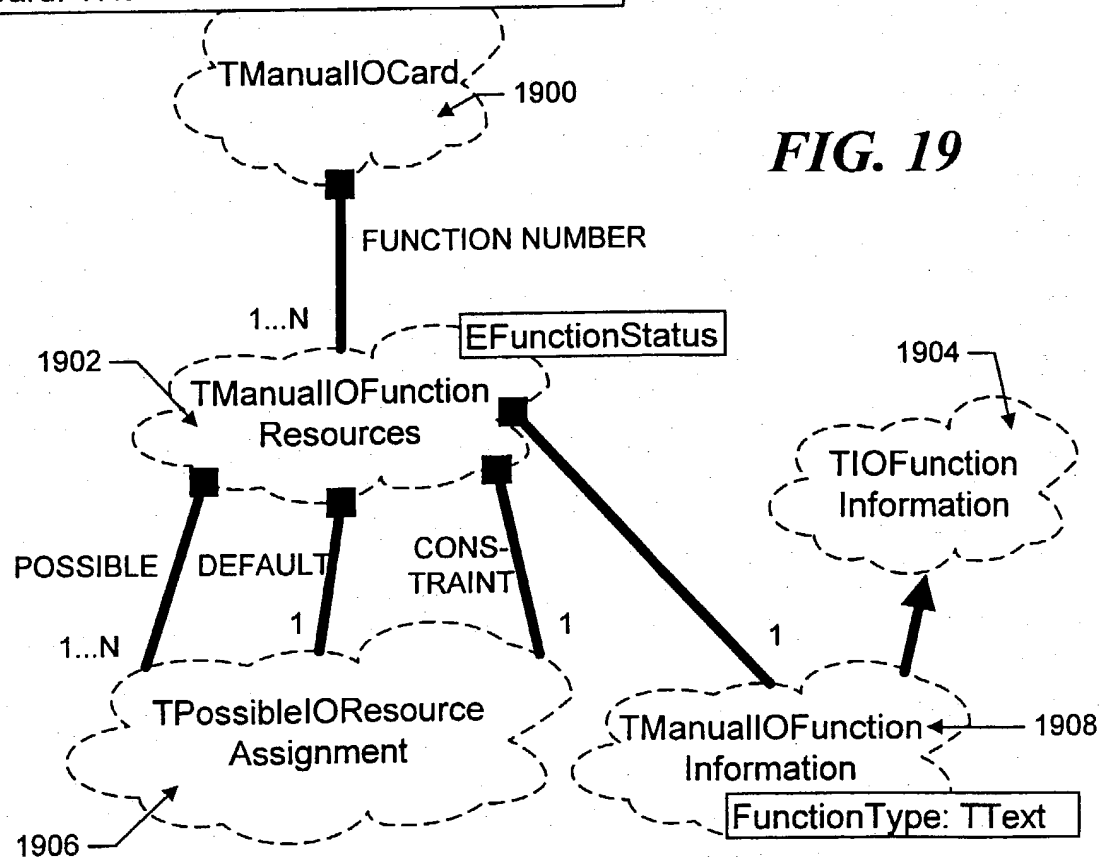 TManualIOCard
1900
FIG. 19
FUNCTION NUMBER
1...N
EFunctionStatus
1902
1904
TManualIOFunction
Resources
TIOFunction
Information
POSSIBLE
DEFAULT
CONS-
TRAINT
1...N
1
1
1
TPossibleIOResource
Assignment
TManualIOFunction
Information
1908
FunctionType: TText
1906